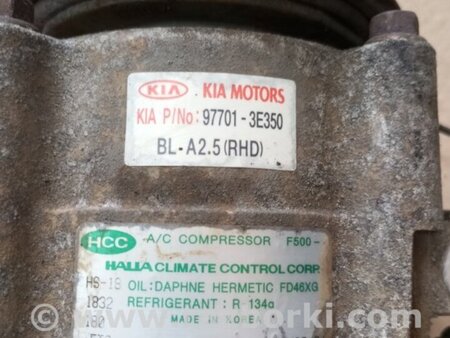 KIA KIA MOTORS
KIA P/No: 97701-3E350
BL-A2.5(RHD)
HCC A/C COMPRESSOR F500-
HALLA CLIMATE CONTROL CORP.
HS-18 OIL:DAPHNE HERMETIC FD46XG
1832 REFRIGERANT: R-134a
180 MADE IN KOREA